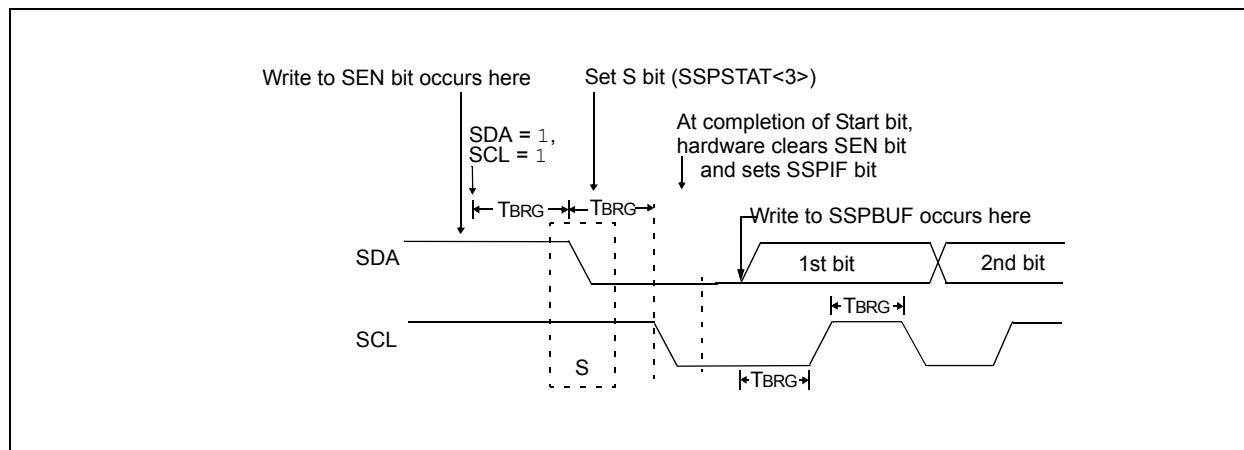 Write to SEN bit occurs here
Set S bit (SSPSTAT<3>)
SDA = 1,
SCL = 1
At completion of Start bit,
hardware clears SEN bit
and sets SSPIF bit
TBRG
TBRG
Write to SSPBUF occurs here
SDA
1st bit
2nd bit
TBRG
SCL
S
TBRG